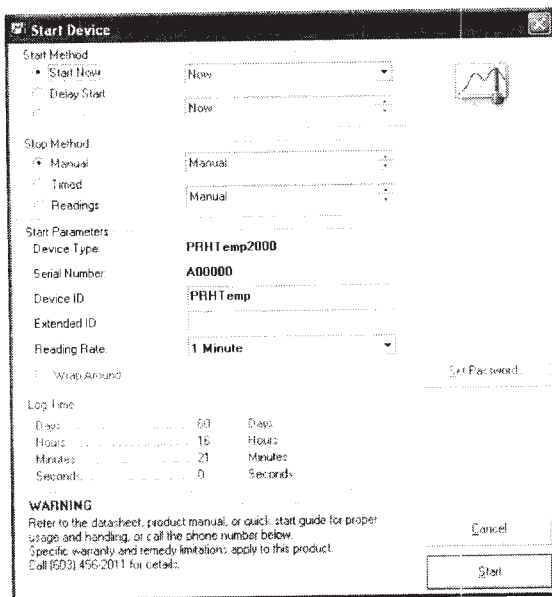 Start Device
Start Method
Start Now
Now
Delay Start
Now
Stop Method
Manual
Manual
Timed
Manual
Readings
Start Parameters
Device Type: PRHTemp2000
Serial Number: A00000
Device ID PRHTemp
Extended ID
Reading Rate: 1 Minute
Wrap Around
Set Password
Log Time
Days 60 Days
Hours 16 Hours
Minutes 21 Minutes
Seconds 0 Seconds
WARNING
Refer to the datasheet, product manual, or quick start guide for proper
usage and handling, or call the phone number below.
Specific warranty and remedy limitations apply to this product.
Call (603) 456-2011 for details.
Cancel
Start